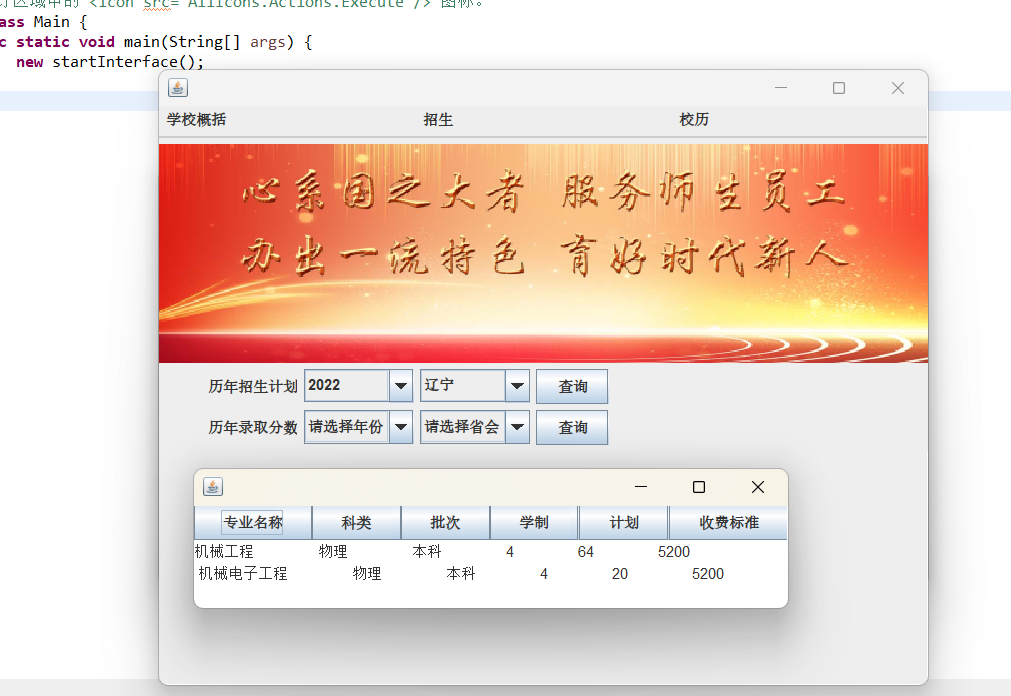 订区域中的 <icon src="AllIcons.Actions.Execute"/> 图标。
ass Main {
c static void main(String[] args) {
new startInterface();
学校概括 招生 校历
心系国之大者 服务师生员工
办出一流特色 育好时代新人
历年招生计划 2022 辽宁 查询
历年录取分数 请选择年份 请选择省会 查询
专业名称 科类 批次 学制 计划 收费标准
机械工程 物理 本科 4 64 5200
机械电子工程 物理 本科 4 20 5200